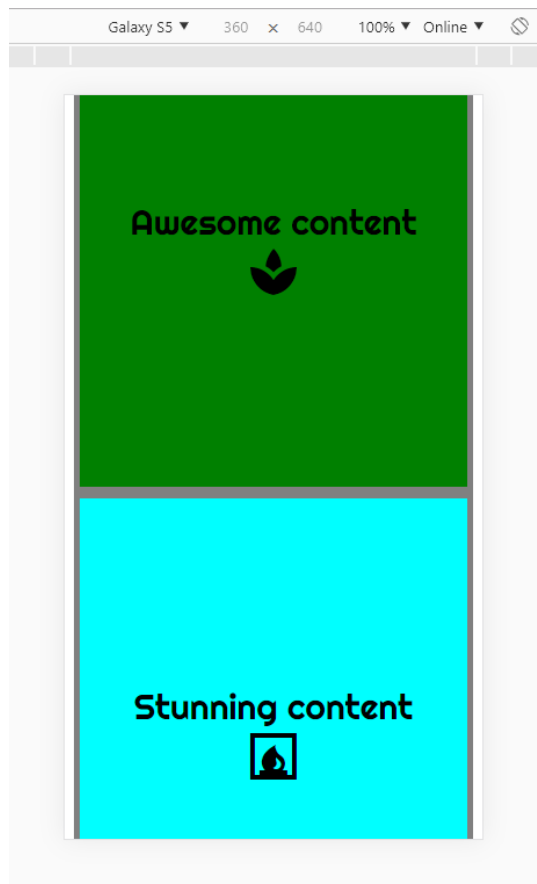 Galaxy S5 ▼ 360 × 640 100% ▼ Online ▼
Awesome content
Stunning content